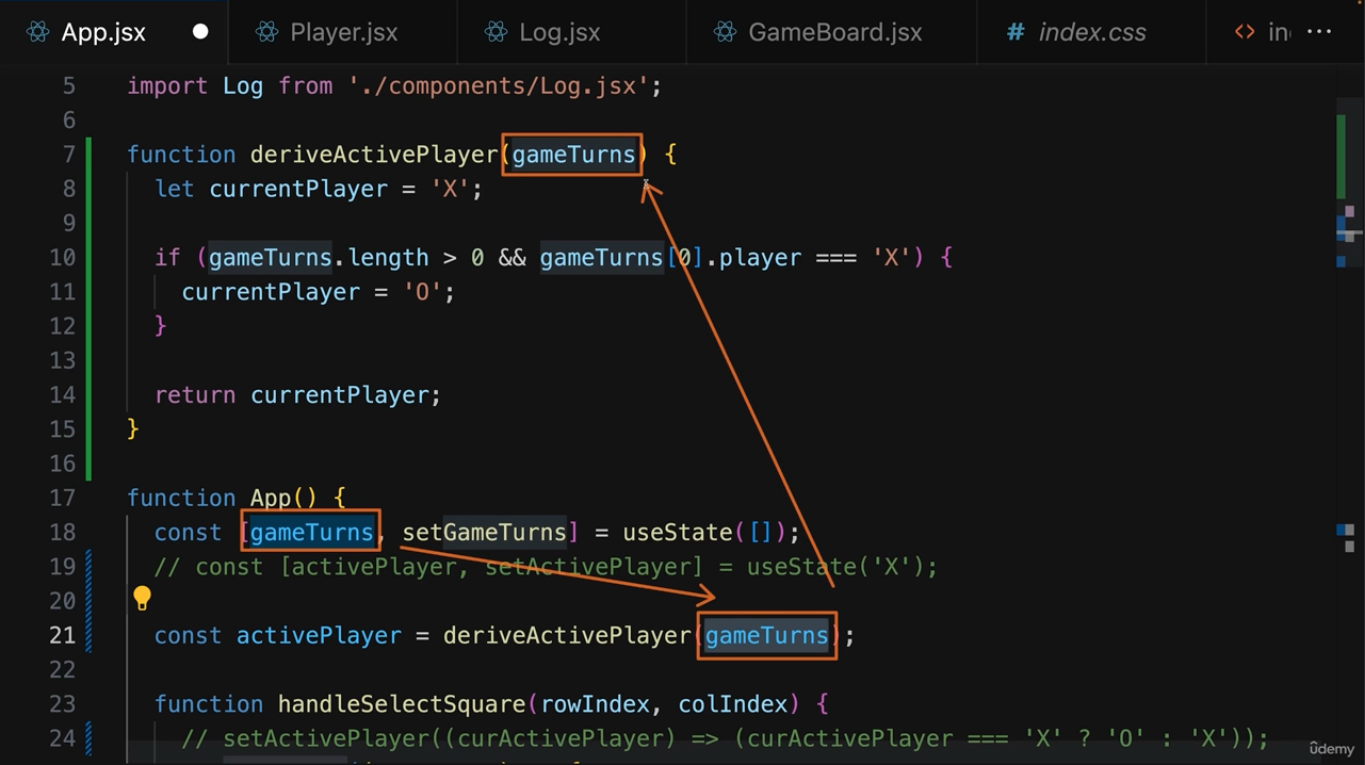 App.jsx Player.jsx Log.jsx GameBoard.jsx # index.css <> in ...
5 import Log from './components/Log.jsx';
6
7 function deriveActivePlayer(gameTurns) {
8 let currentPlayer = 'X';
9
10 if (gameTurns.length > 0 && gameTurns[0].player === 'X') {
11 currentPlayer = 'O';
12 }
13
14 return currentPlayer;
15 }
16
17 function App() {
18 const [gameTurns, setGameTurns] = useState([]);
19 // const [activePlayer, setActivePlayer] = useState('X');
20
21 const activePlayer = deriveActivePlayer(gameTurns);
22
23 function handleSelectSquare(rowIndex, colIndex) {
24 // setActivePlayer((curActivePlayer) => (curActivePlayer === 'X' ? 'O' : 'X'));
ûdemy